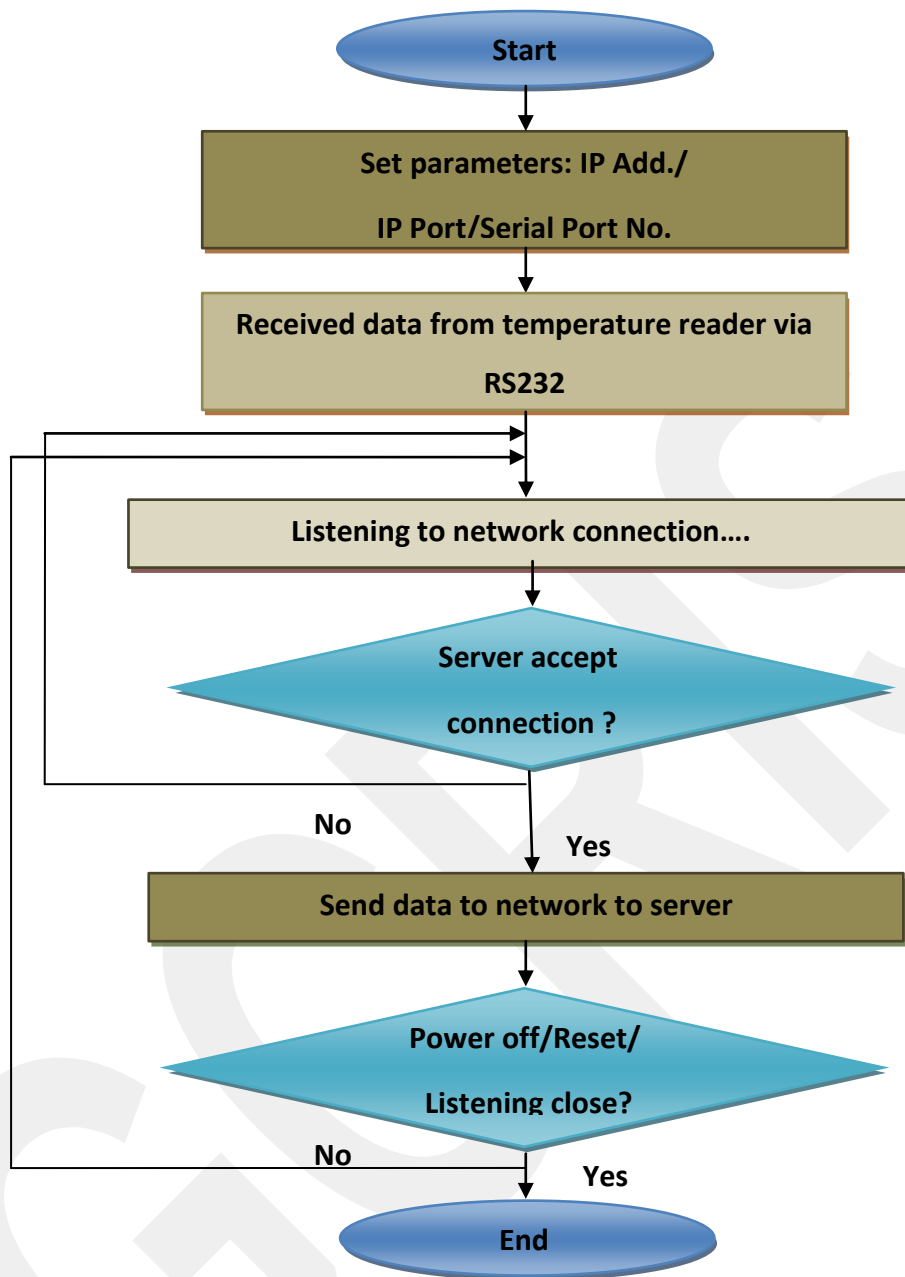 Start
Set parameters: IP Add./
IP Port/Serial Port No.
Received data from temperature reader via
RS232
Listening to network connection....
Server accept
connection ?
No
Yes
Send data to network to server
Power off/Reset/
Listening close?
No
Yes
End